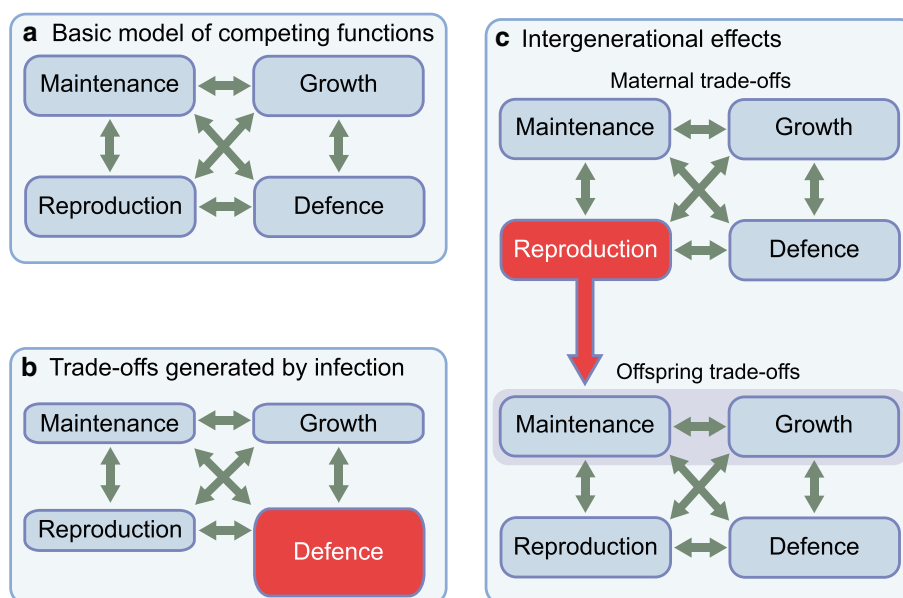 a Basic model of competing functions
Maintenance
Growth
Reproduction
Defence
b Trade-offs generated by infection
Maintenance
Growth
Reproduction
Defence
c Intergenerational effects
Maternal trade-offs
Maintenance
Growth
Reproduction
Defence
Offspring trade-offs
Maintenance
Growth
Reproduction
Defence